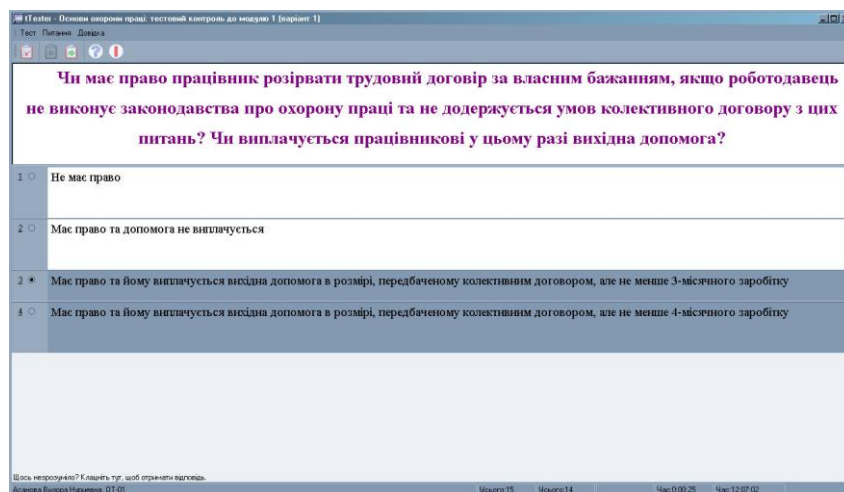 tTester - Основи охорони праці: тестовий контроль до модулю 1 (варіант 1)
Тест Питання Довідка
Чи має право працівник розірвати трудовий договір за власним бажанням, якщо роботодавець
не виконує законодавства про охорону праці та не додержується умов колективного договору з цих
питань? Чи виплачується працівникові у цьому разі вихідна допомога?
1 Не має право
2 Має право та допомога не виплачується
3 Має право та йому виплачується вихідна допомога в розмірі, передбаченому колективним договором, але не менше 3-місячного заробітку
4 Має право та йому виплачується вихідна допомога в розмірі, передбаченому колективним договором, але не менше 4-місячного заробітку
Щось незрозуміло? Клацніть тут, щоб отримати відповідь.
ОТ-01 Усього 15 Усього 14 Час 0:00:25 Час 12:07:02